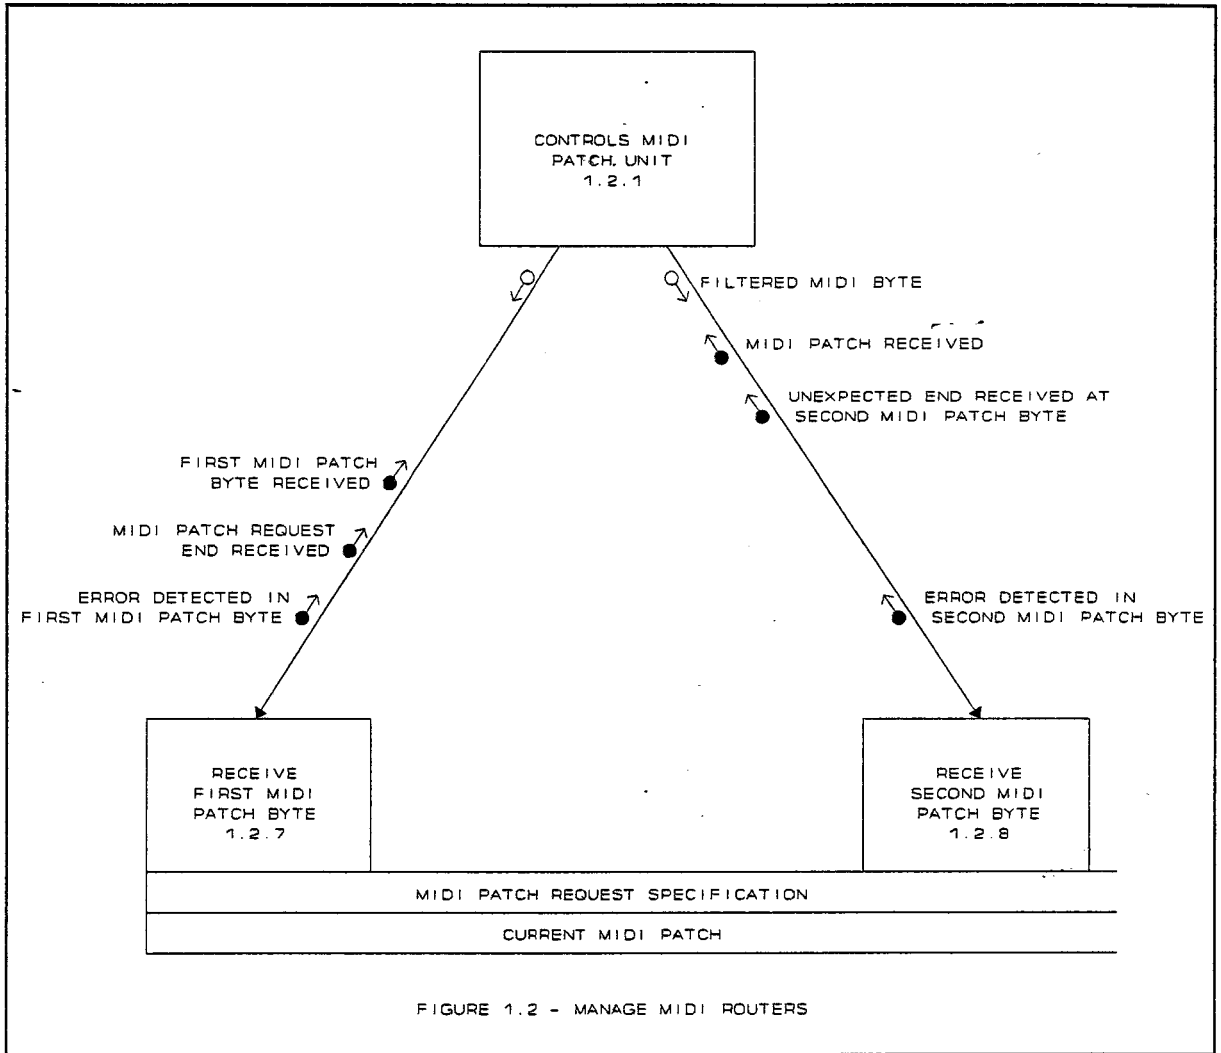 CONTROLS MIDI
PATCH UNIT
1.2.1
FILTERED MIDI BYTE
MIDI PATCH RECEIVED
UNEXPECTED END RECEIVED AT
SECOND MIDI PATCH BYTE
FIRST MIDI PATCH
BYTE RECEIVED
MIDI PATCH REQUEST
END RECEIVED
ERROR DETECTED IN
FIRST MIDI PATCH BYTE
ERROR DETECTED IN
SECOND MIDI PATCH BYTE
RECEIVE
FIRST MIDI
PATCH BYTE
1.2.7
RECEIVE
SECOND MIDI
PATCH BYTE
1.2.8
MIDI PATCH REQUEST SPECIFICATION
CURRENT MIDI PATCH
FIGURE 1.2 - MANAGE MIDI ROUTERS